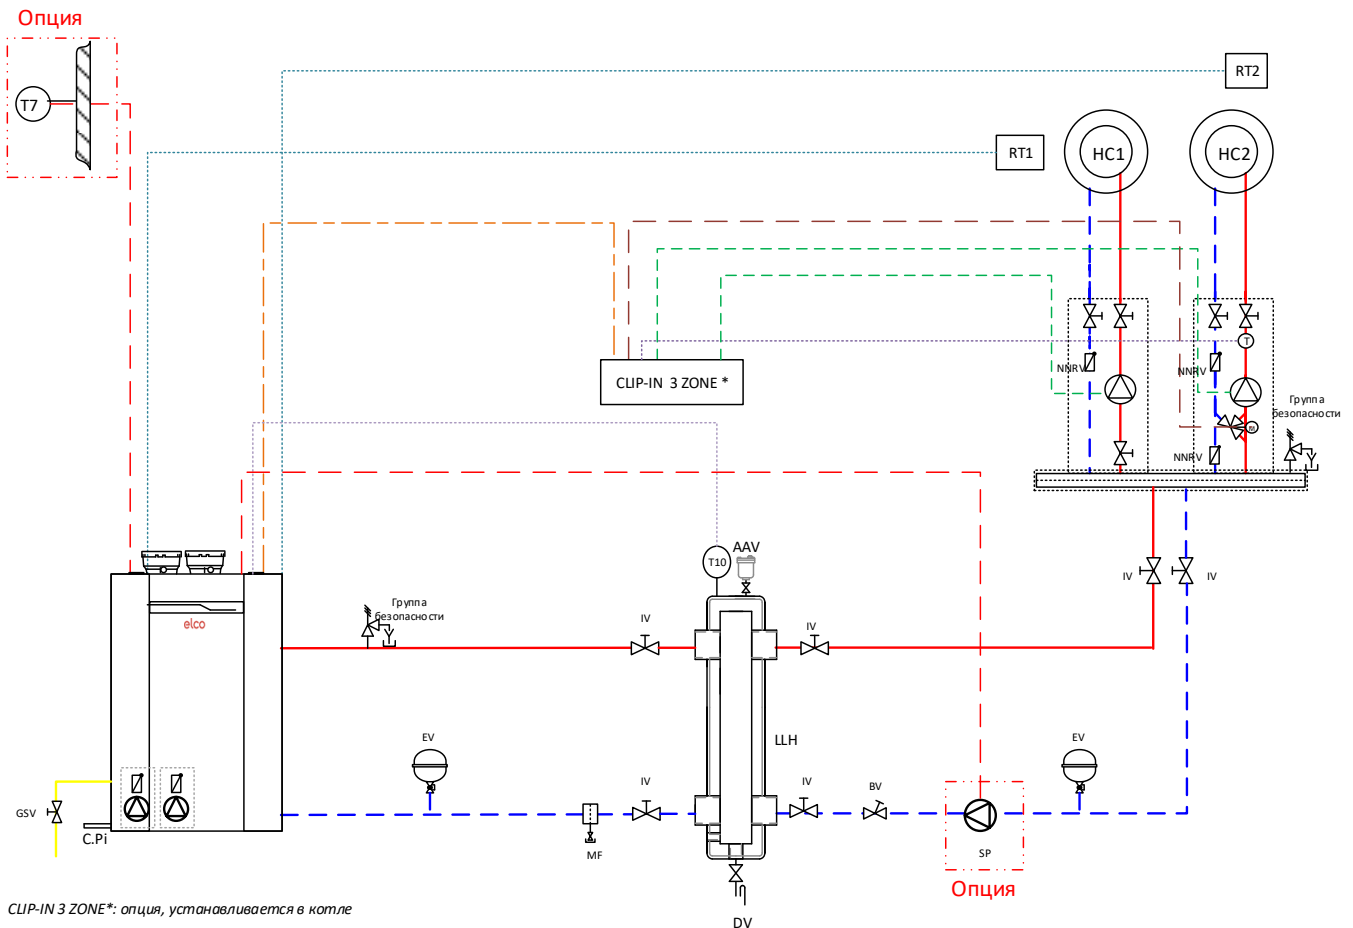 Опция
T7
RT2
RT1
HC1
HC2
T
CLIP-IN 3 ZONE *
NNRV
NNRV
Группа
безопасности
M
NNRV
T10
AAV
IV
IV
Группа
безопасности
elco
IV
IV
LLH
EV
EV
IV
BV
IV
GSV
C.Pi
MF
SP
Опция
CLIP-IN 3 ZONE*: опция, устанавливается в котле
DV